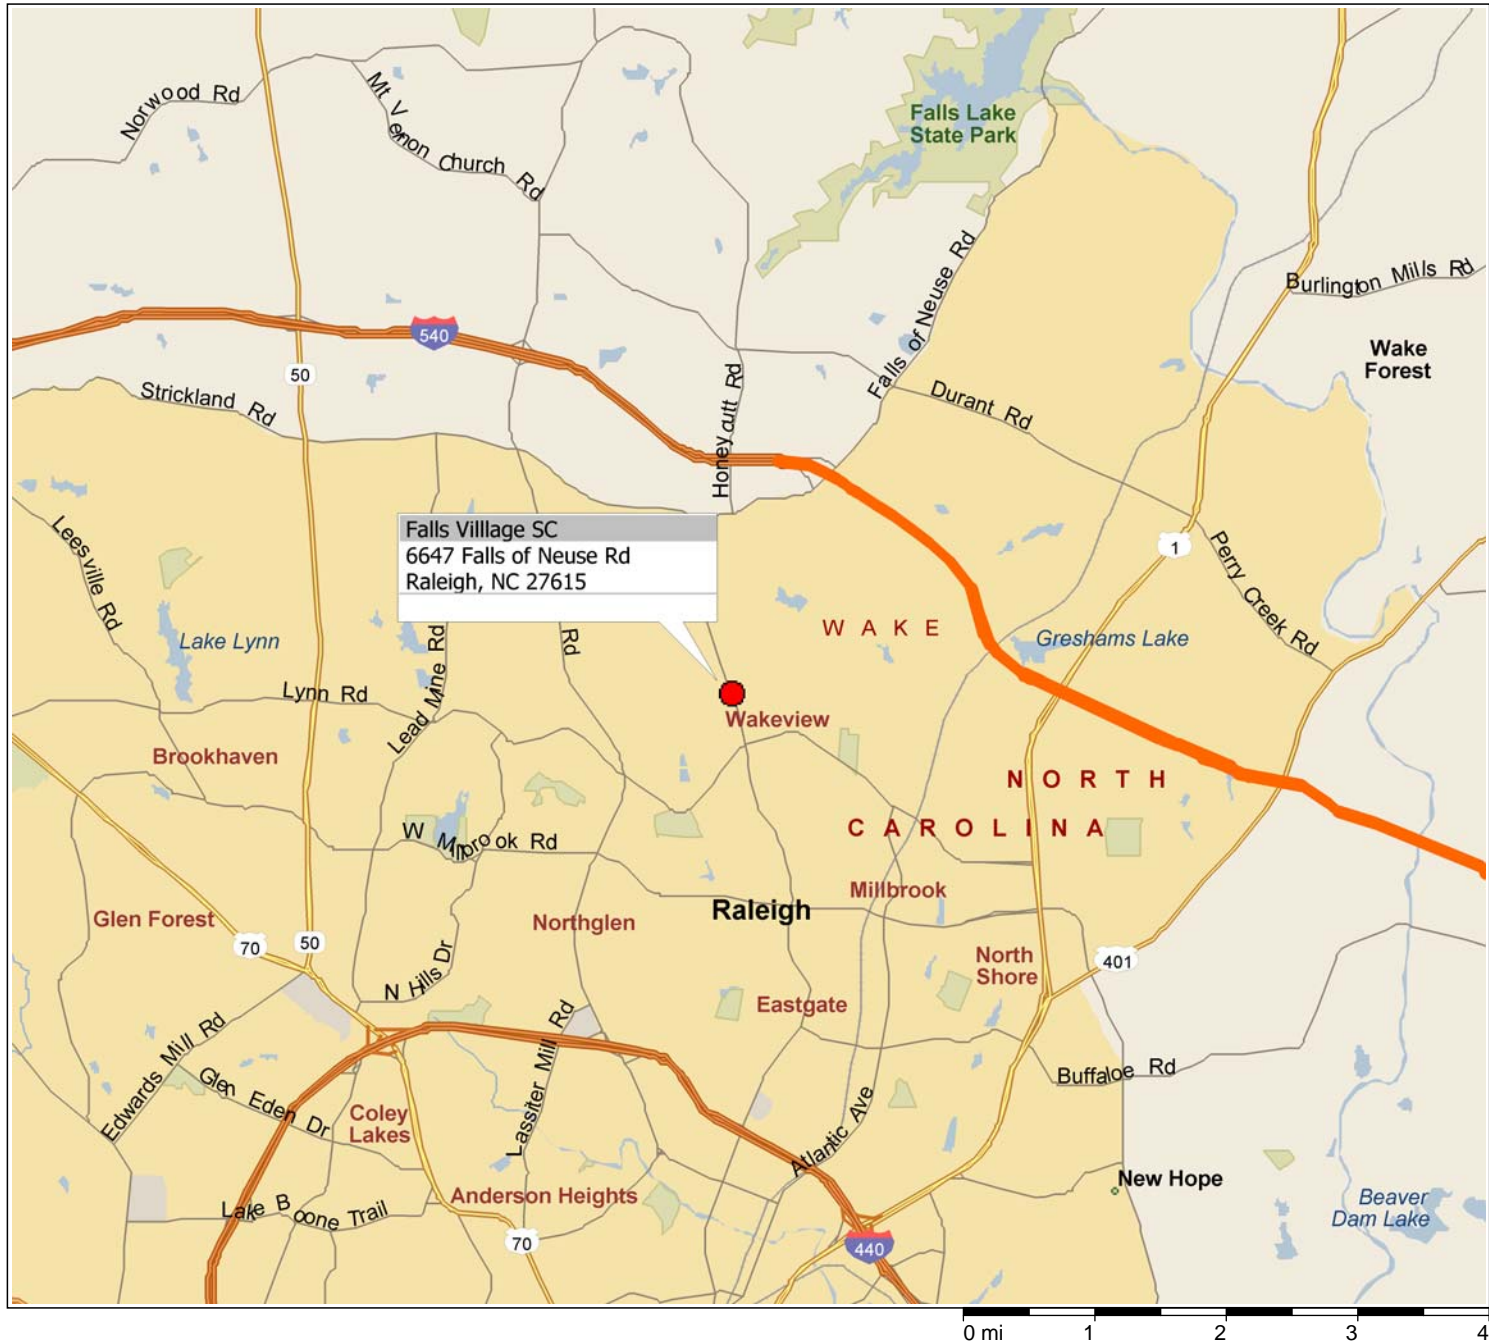 Falls Lake
State Park
Norwood Rd
Mt Vernon Church Rd
Falls of Neuse Rd
Burlington Mills Rd
540
Wake
Forest
50
Honeycutt Rd
Strickland Rd
Durant Rd
Falls Villlage SC
6647 Falls of Neuse Rd
Raleigh, NC 27615
1
Leesville Rd
Perry Creek Rd
Lake Lynn
Rd
WAKE
Greshams Lake
Lynn Rd
Lead Mine Rd
Wakeview
Brookhaven
NORTH
CAROLINA
W Millbrook Rd
Millbrook
Raleigh
Glen Forest
Northglen
70
50
N Hills Dr
North
Shore
401
Eastgate
Edwards Mill Rd
Lassiter Mill Rd
Buffaloe Rd
Glen Eden Dr
Coley
Lakes
Atlantic Ave
New Hope
Anderson Heights
Lake Boone Trail
Beaver
Dam Lake
70
440
0 mi 1 2 3 4